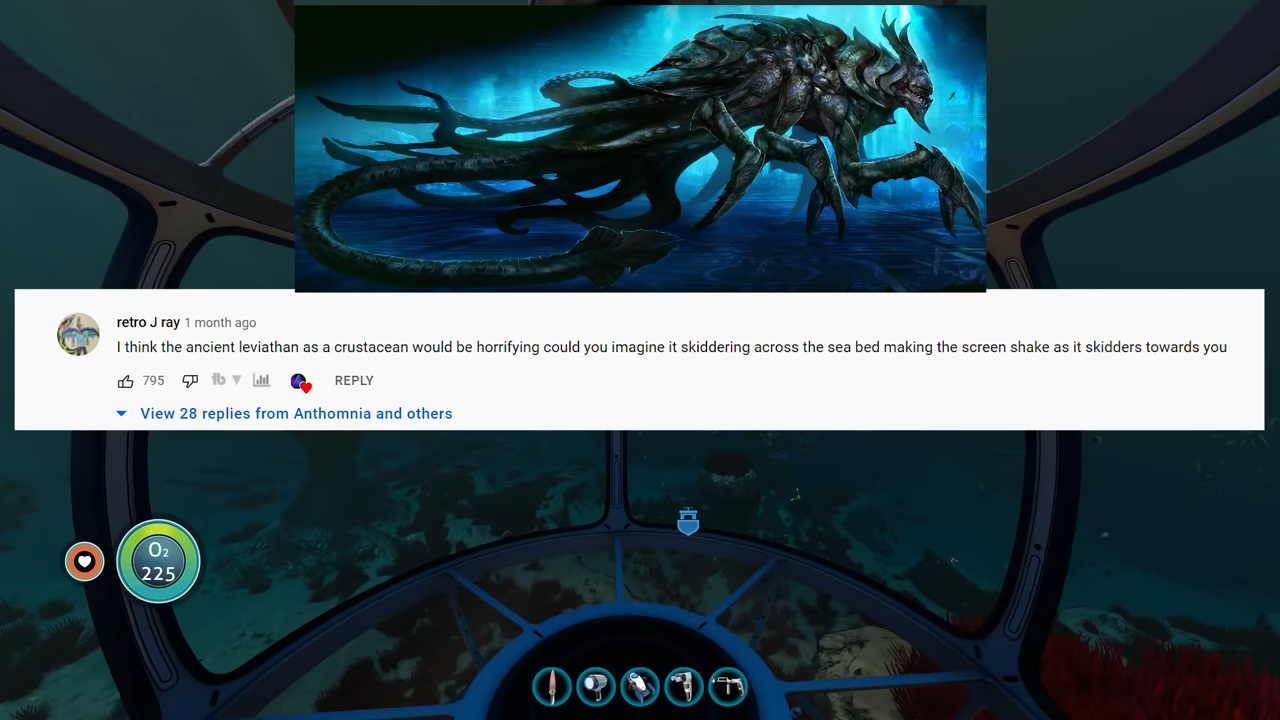 retro J ray 1 month ago
I think the ancient leviathan as a crustacean would be horrifying could you imagine it skiddering across the sea bed making the screen shake as it skidders towards you
795 REPLY
View 28 replies from Anthomnia and others
O₂
225